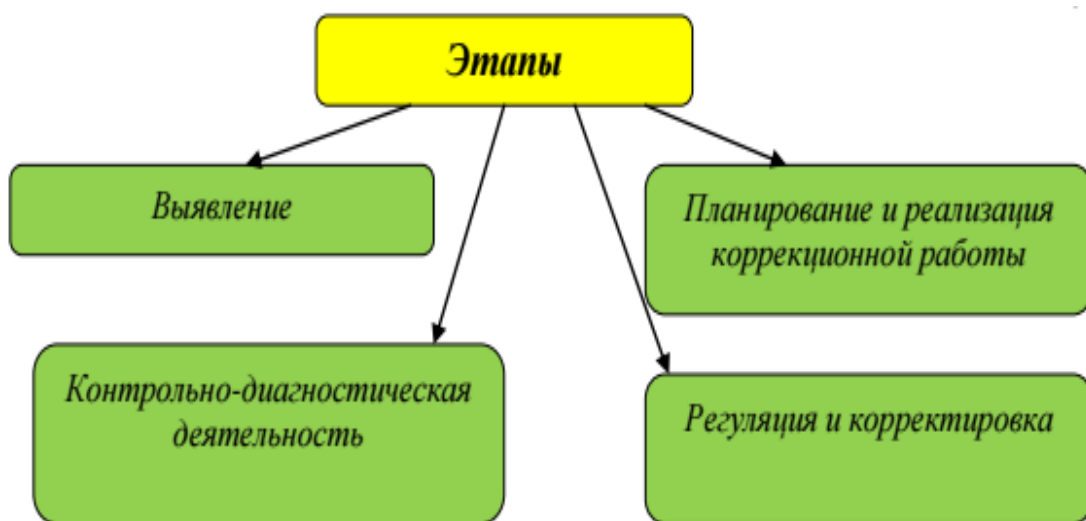 Этапы
Выявление
Планирование и реализация
коррекционной работы
Контрольно-диагностическая
деятельность
Регуляция и корректировка